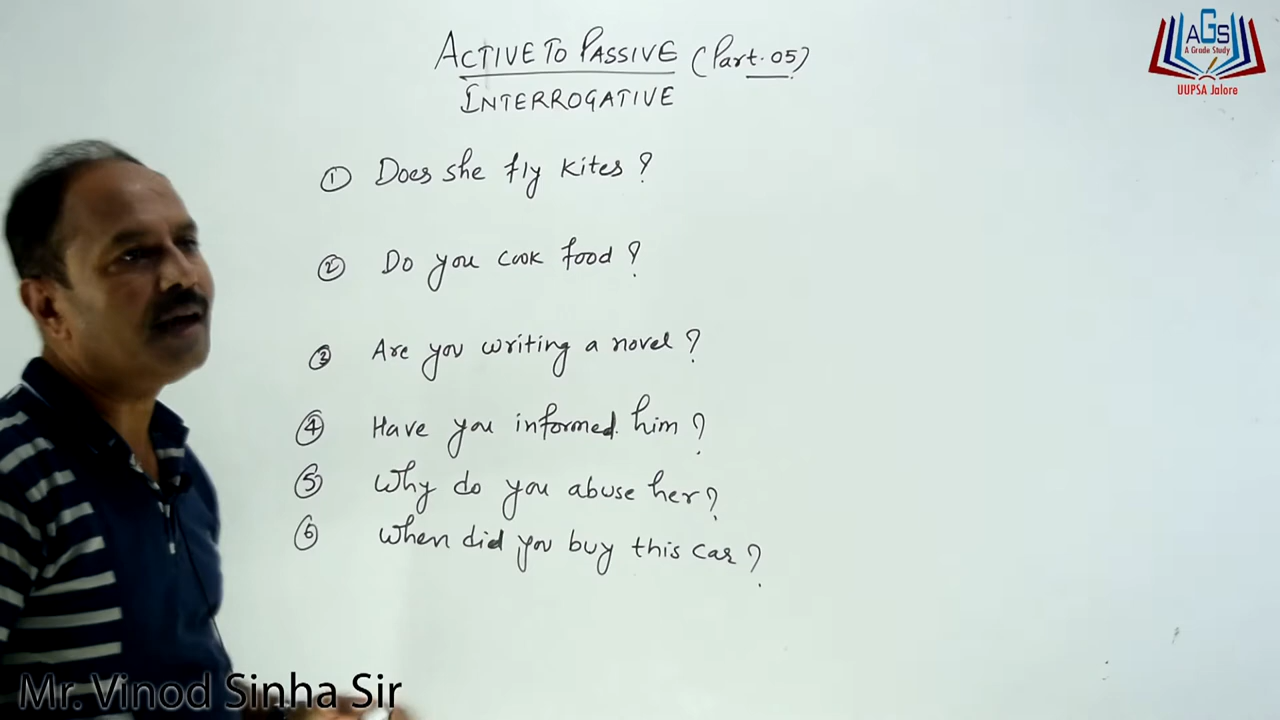 ACTIVE TO PASSIVE (Part.05)
INTERROGATIVE
① Does she fly kites?
② Do you cook food?
③ Are you writing a novel?
④ Have you informed him?
⑤ Why do you abuse her?
⑥ When did you buy this car?
AGS
A Grade Study
UUPSA Jalore
Mr. Vinod Sinha Sir